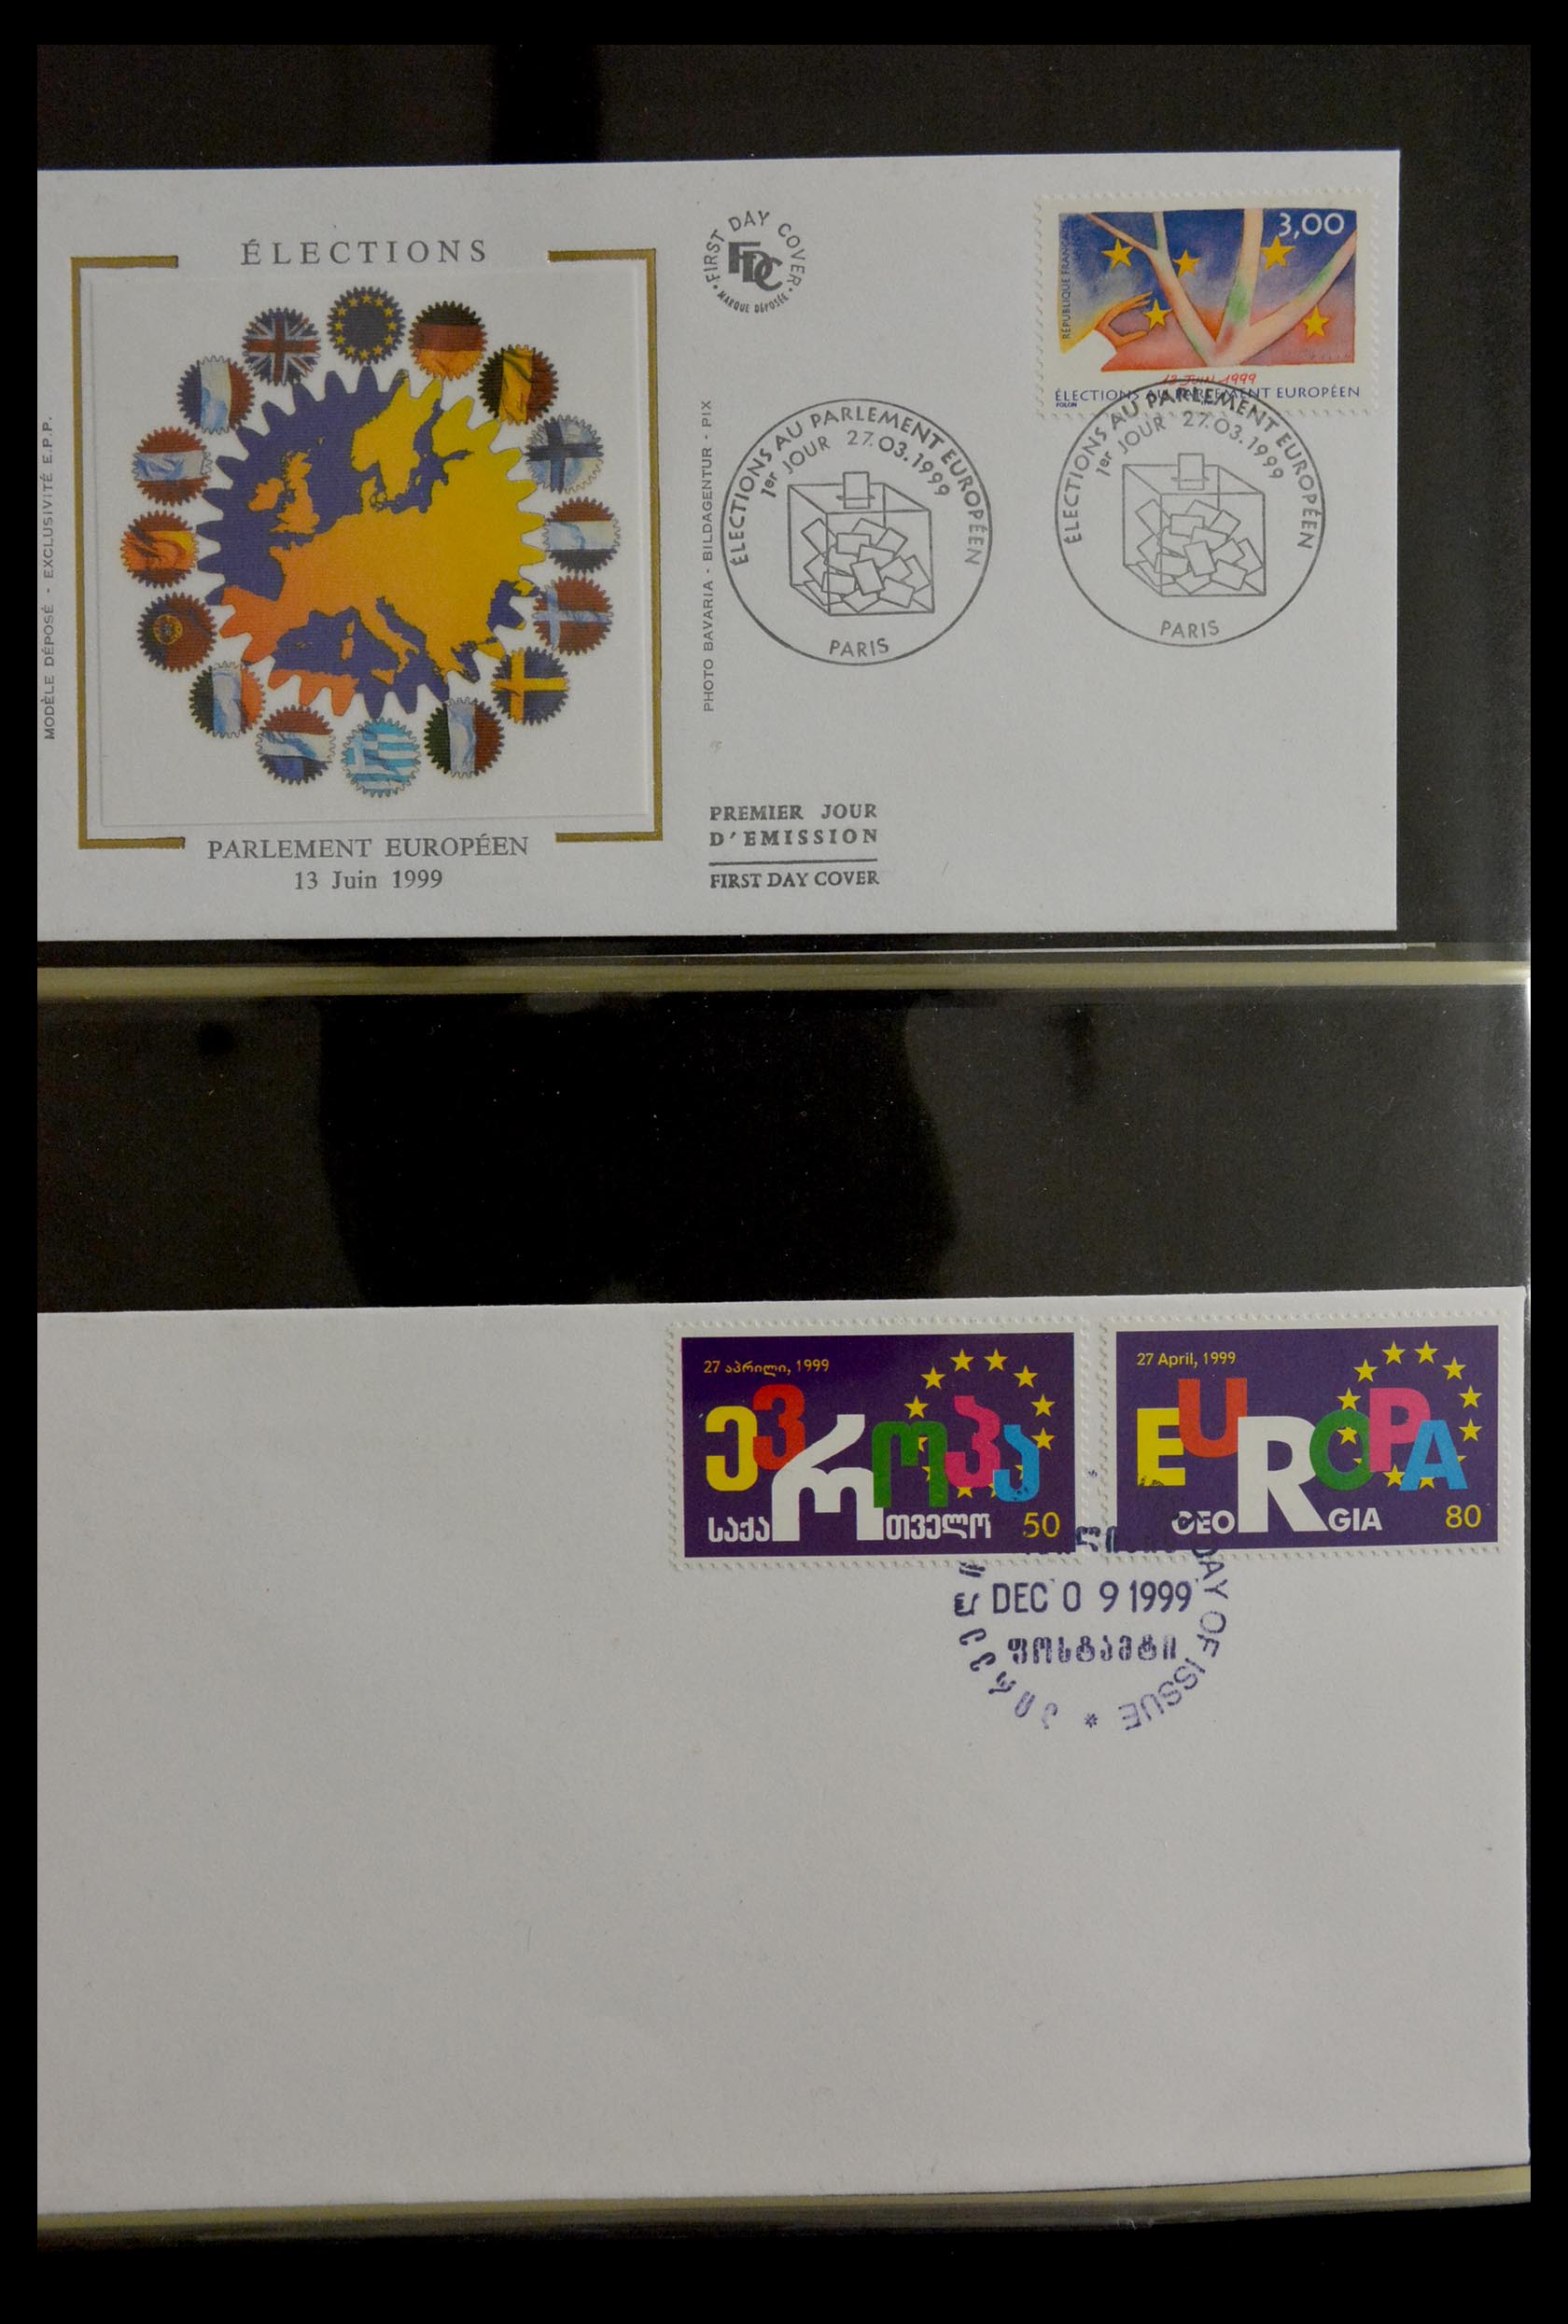 ÉLECTIONS
PARLEMENT EUROPÉEN
13 Juin 1999
MODÈLE DÉPOSÉ - EXCLUSIVITÉ E.P.P.
FIRST DAY COVER
FDC
MARQUE DÉPOSÉE
PHOTO BAVARIA - BILDAGENTUR - PIX
PREMIER JOUR
D'EMISSION
FIRST DAY COVER
ÉLECTIONS AU PARLEMENT EUROPÉEN
1er JOUR 27.03.1999
PARIS
3,00
RÉPUBLIQUE FRANÇAISE
13 JUIN 1999
ÉLECTIONS AU PARLEMENT EUROPÉEN
FOLON
ÉLECTIONS AU PARLEMENT EUROPÉEN
1er JOUR 27.03.1999
PARIS
27 აპრილი, 1999
ევროპა
საქართველო 50
27 April, 1999
EUROPA
GEORGIA 80
DEC 0 9 1999
ფოსტამტი
DAY OF ISSUE